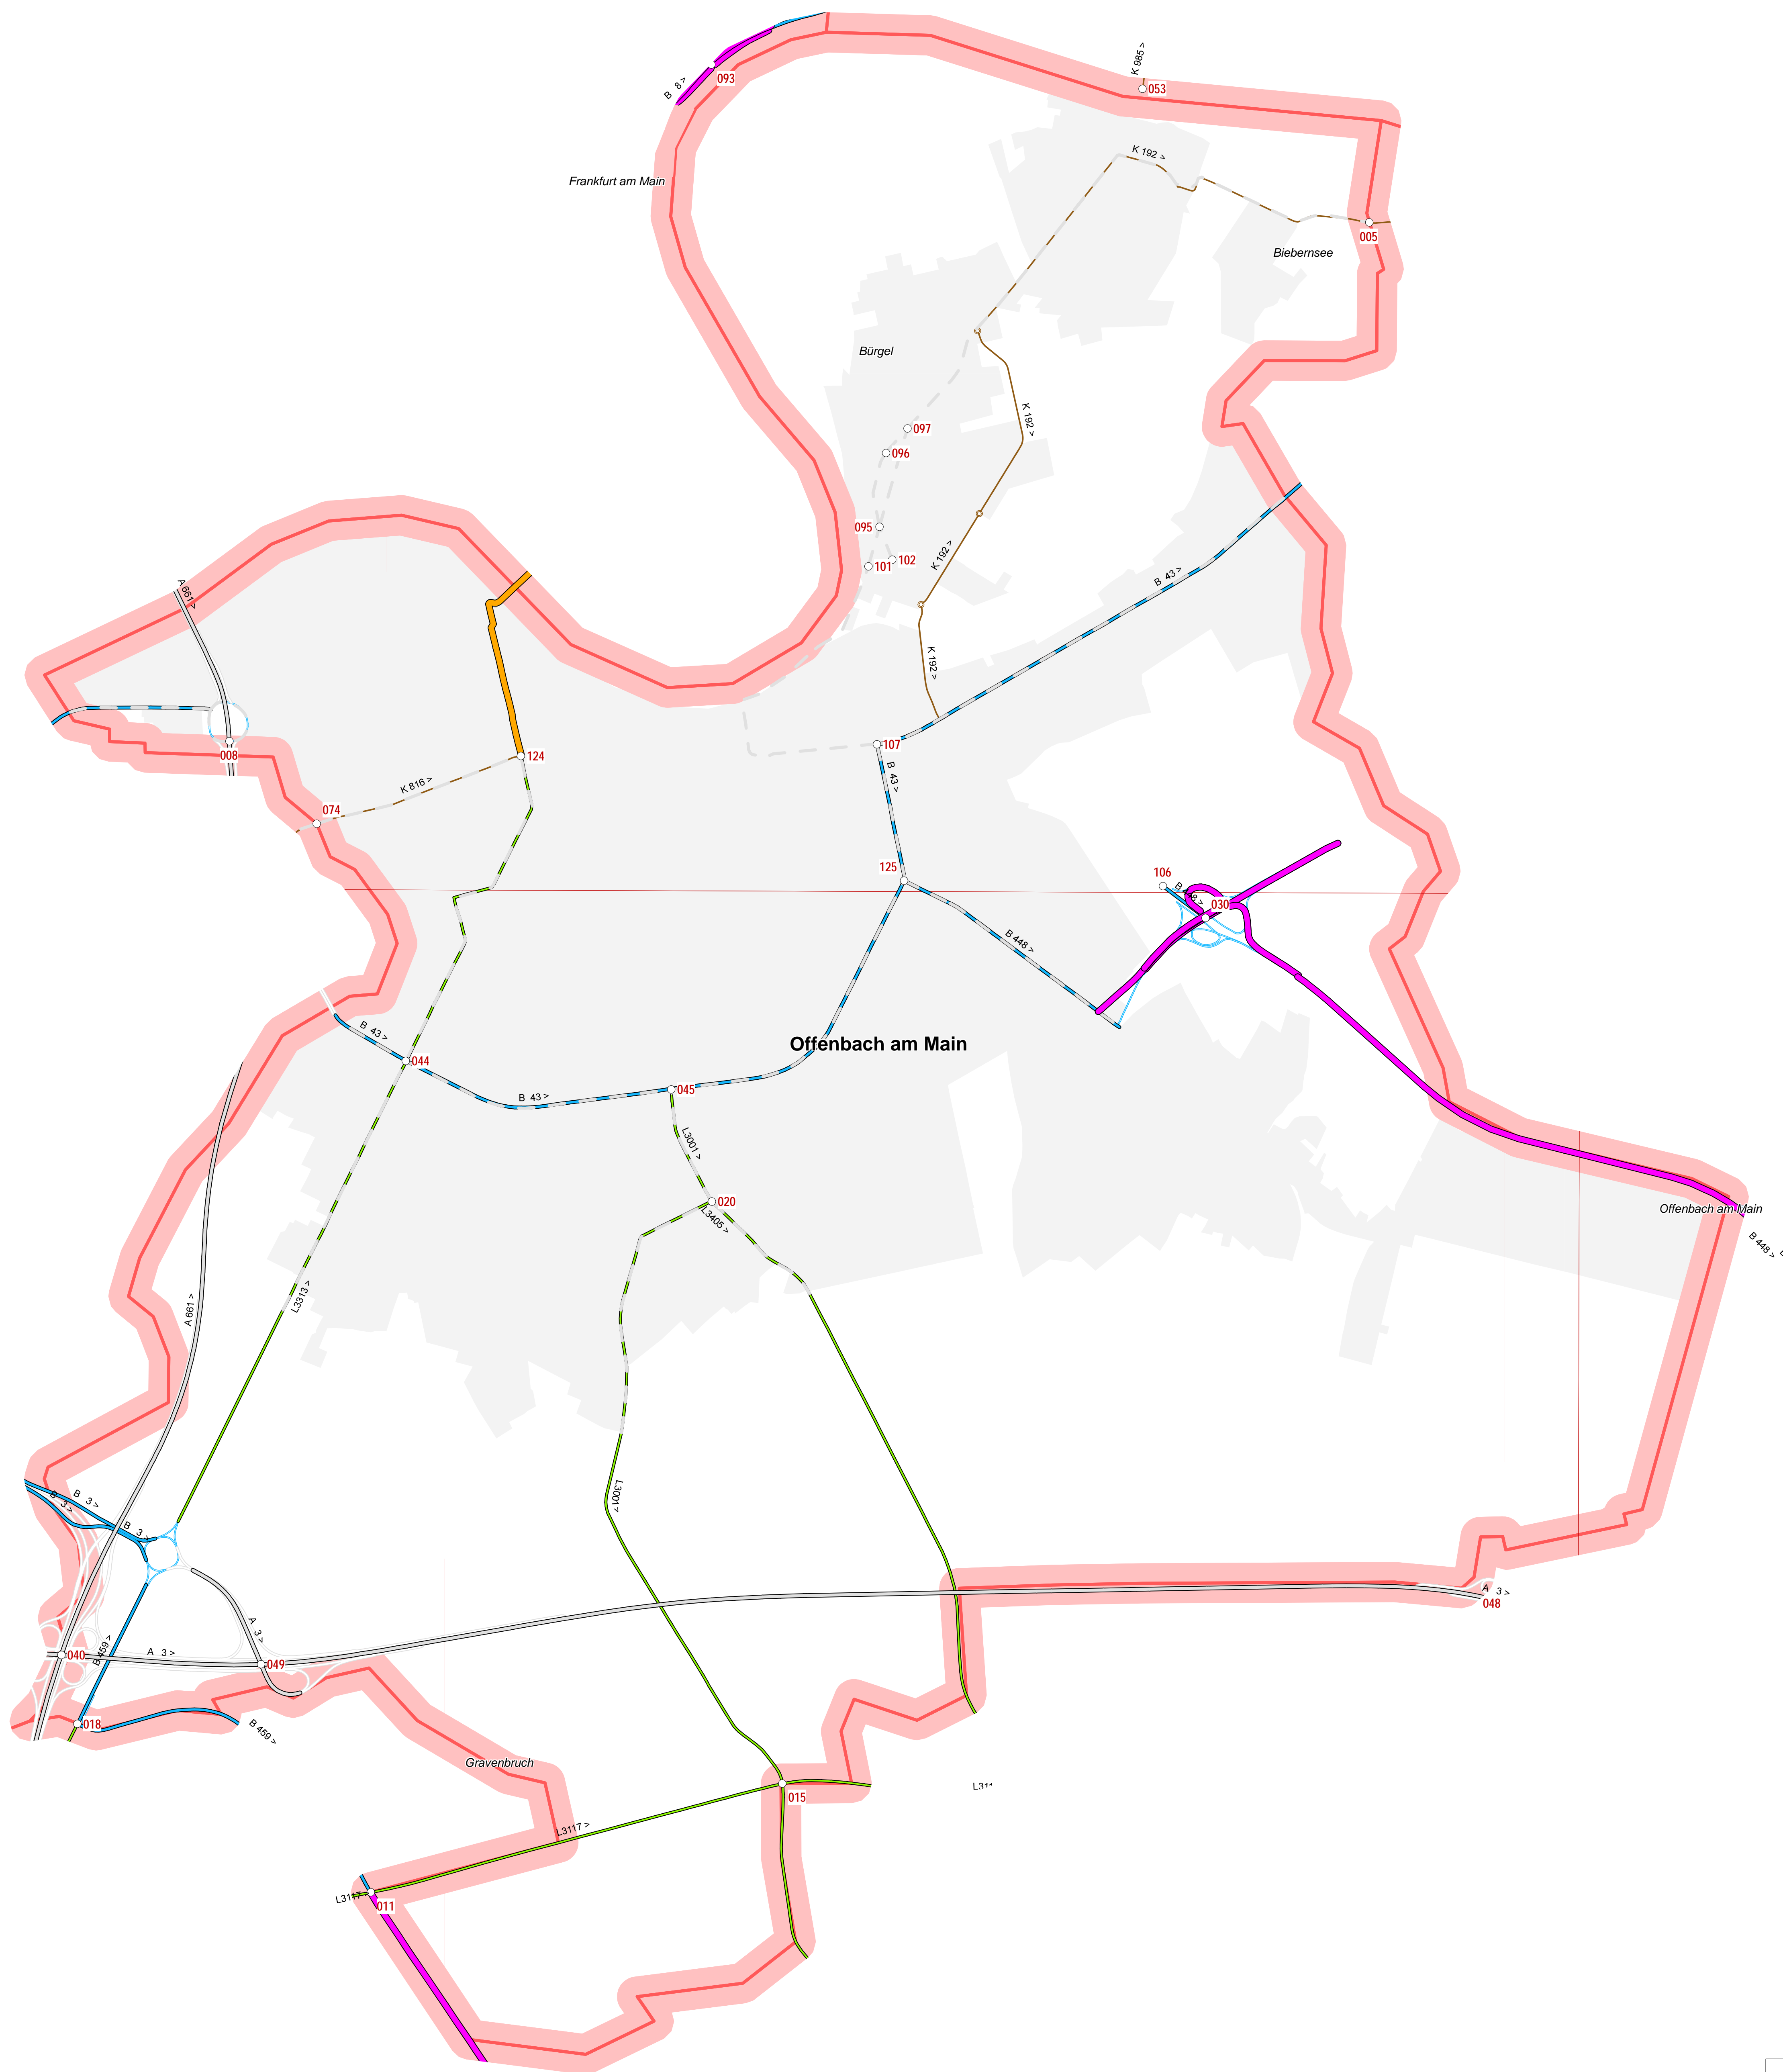 K 985 >
093
B 8 >
053
K 192 >
Frankfurt am Main
005
Biebernsee
Bürgel
K 192 >
097
096
095
102
101
K 192 >
B 43 >
A 661 >
K 192 >
107
008
124
B 43 >
K 816 >
074
125
106
030
B 448 >
B 43 >
Offenbach am Main
044
045
B 43 >
L3001 >
020
L3405 >
Offenbach am Main
B 448 >
L3313 >
A 661 >
B 3 >
B 3 >
B 3 >
L3001>
A 3 >
048
A 3 >
B 459 >
040
A 3 >
049
018
B 459 >
Gravenbruch
L311
015
L3117 >
L3117 >
011